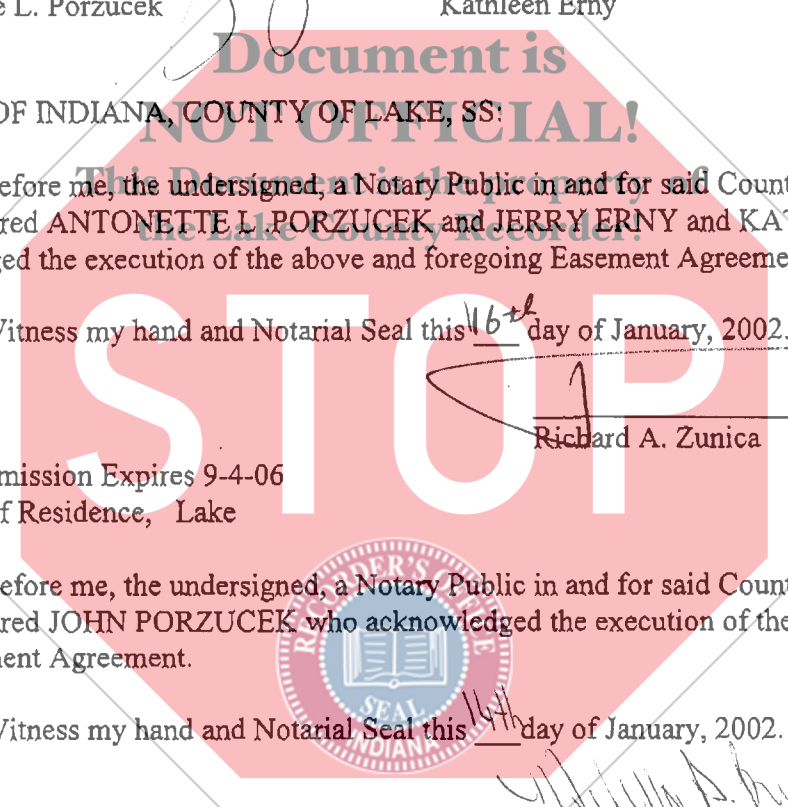 e L. Porzucek Kathleen Erny
Document is
OF INDIANA, COUNTY OF LAKE, SS:
NOT OFFICIAL!
This Document is the property of
efore me, the undersigned, a Notary Public in and for said Count
the Lake County Recorder!
red ANTONETTE L. PORZUCEK and JERRY ERNY and KAT
ged the execution of the above and foregoing Easement Agreeme
STOP
Vitness my hand and Notarial Seal this 16th day of January, 2002.
Richard A. Zunica
mission Expires 9-4-06
f Residence, Lake
RECORDER'S OFFICE
SEAL
INDIANA
efore me, the undersigned, a Notary Public in and for said Count
red JOHN PORZUCEK who acknowledged the execution of the
ent Agreement.
Vitness my hand and Notarial Seal this day of January, 2002.